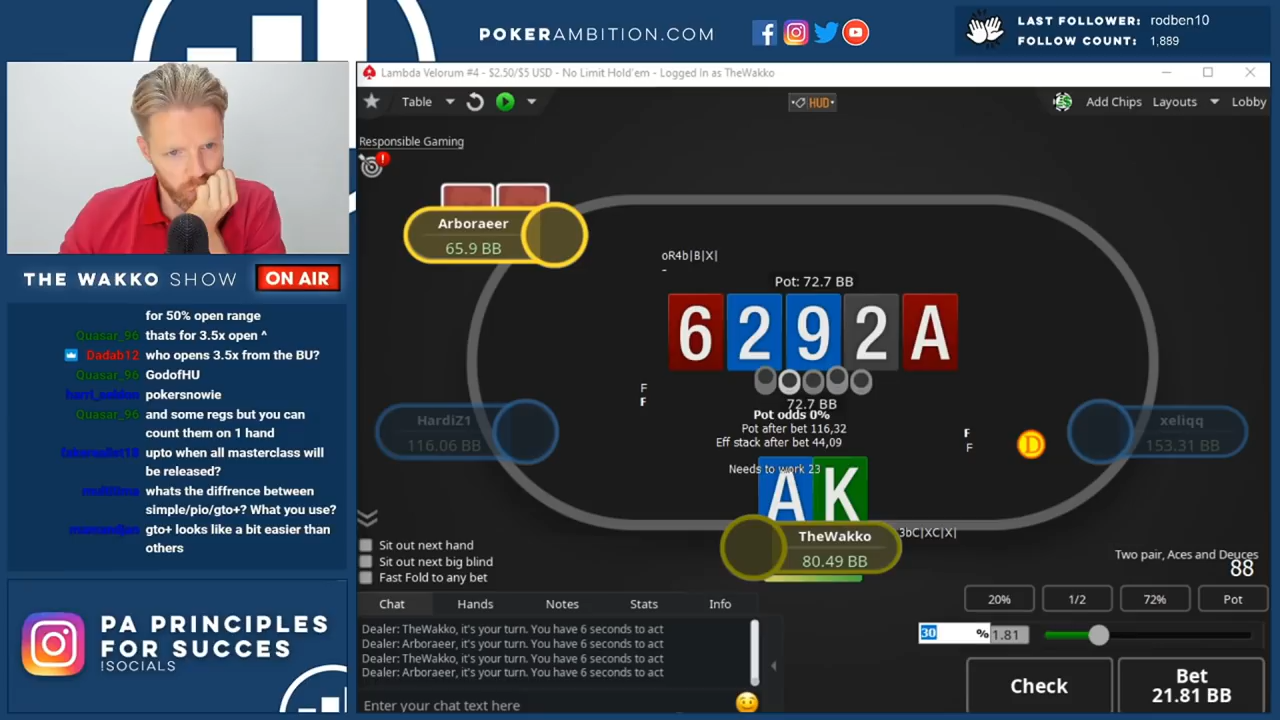 POKERAMBITION.COM
LAST FOLLOWER: rodben10
FOLLOW COUNT: 1,889
Lambda Velorum #4 - $2.50/$5 USD - No Limit Hold'em - Logged In as TheWakko
Table
HUD
Add Chips
Layouts
Lobby
Responsible Gaming
Arboraeer
65.9 BB
oR4b|B|X|
-
Pot: 72.7 BB
6 2 9 2 A
72.7 BB
Pot odds 0%
Pot after bet 116,32
Eff stack after bet 44,09
Needs to work 23
F
F
F
F
D
HardiZ1
116.06 BB
xeliqq
153.31 BB
A K
TheWakko
80.49 BB
3bC|XC|X|
Two pair, Aces and Deuces
88
THE WAKKO SHOW
ON AIR
for 50% open range
Quasar_96 thats for 3.5x open ^
Dadab12 who opens 3.5x from the BU?
Quasar_96 GodofHU
pokersnowie
Quasar_96 and some regs but you can
count them on 1 hand
upto when all masterclass will
be released?
whats the diffrence between
simple/pio/gto+? What you use?
gto+ looks like a bit easier than
others
PA PRINCIPLES
FOR SUCCES
!SOCIALS
Sit out next hand
Sit out next big blind
Fast Fold to any bet
Chat
Hands
Notes
Stats
Info
Dealer: TheWakko, it's your turn. You have 6 seconds to act
Dealer: Arboraeer, it's your turn. You have 6 seconds to act
Dealer: TheWakko, it's your turn. You have 6 seconds to act
Dealer: Arboraeer, it's your turn. You have 6 seconds to act
Enter your chat text here
20%
1/2
72%
Pot
30 %
1.81
Check
Bet
21.81 BB